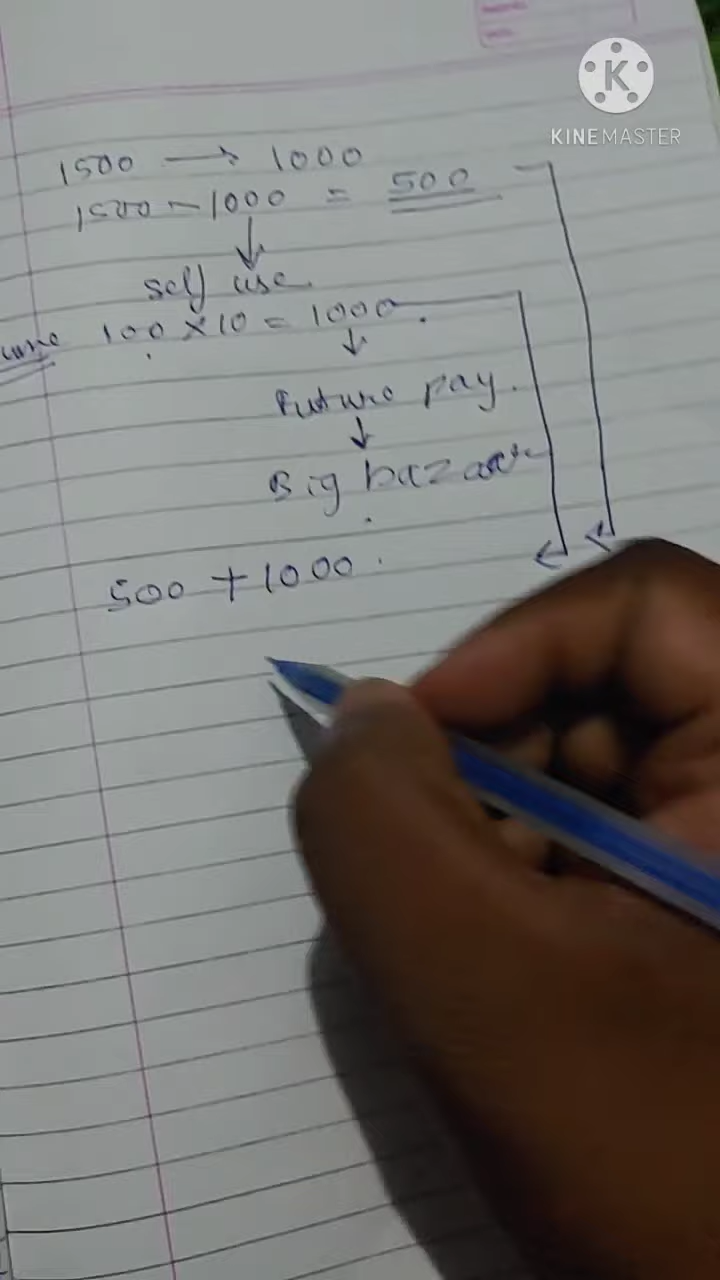 KINEMASTER
1500 → 1000
1500 - 1000 = 500
↓
self use.
100 × 10 = 1000.
↓
Future pay.
↓
Big bazaar
500 + 1000.